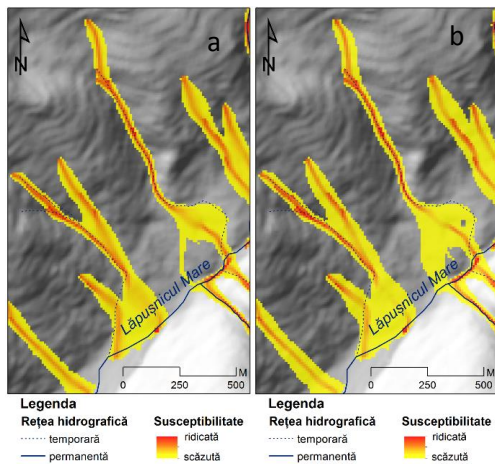 a
N
Lăpușnicul Mare
M
0 250 500
Legenda
Rețea hidrografică Susceptibilitate
temporară ridicată
permanentă scăzută
b
N
Lăpușnicul Mare
M
0 250 500
Legenda
Rețea hidrografică Susceptibilitate
temporară ridicată
permanentă scăzută